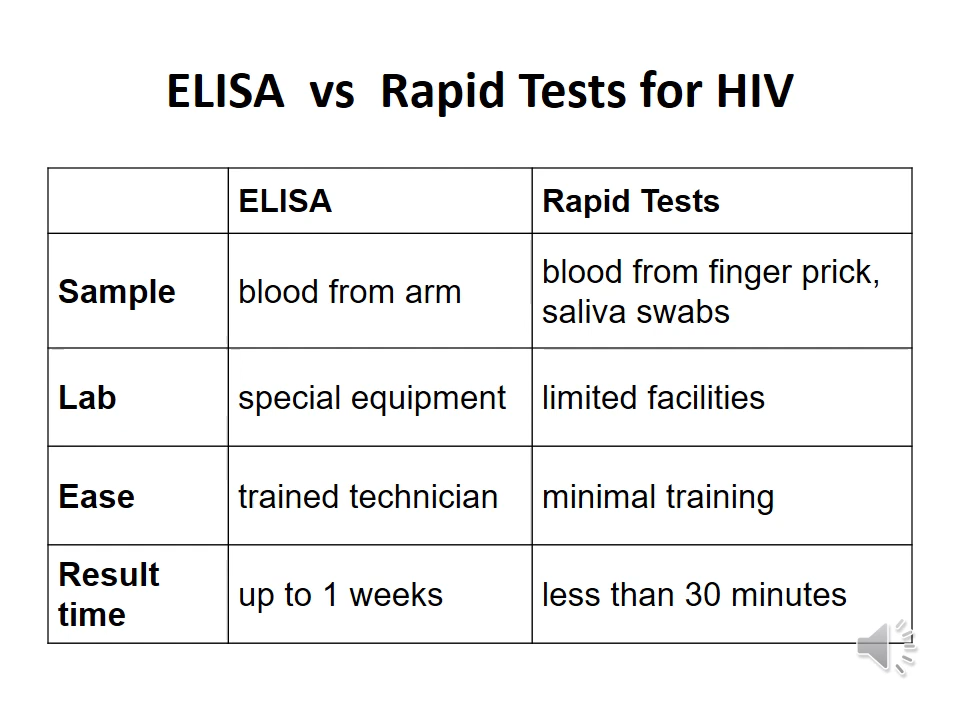 ELISA vs Rapid Tests for HIV
ELISA
Rapid Tests
Sample
blood from arm
blood from finger prick,
saliva swabs
Lab
special equipment
limited facilities
Ease
trained technician
minimal training
Result
time
up to 1 weeks
less than 30 minutes